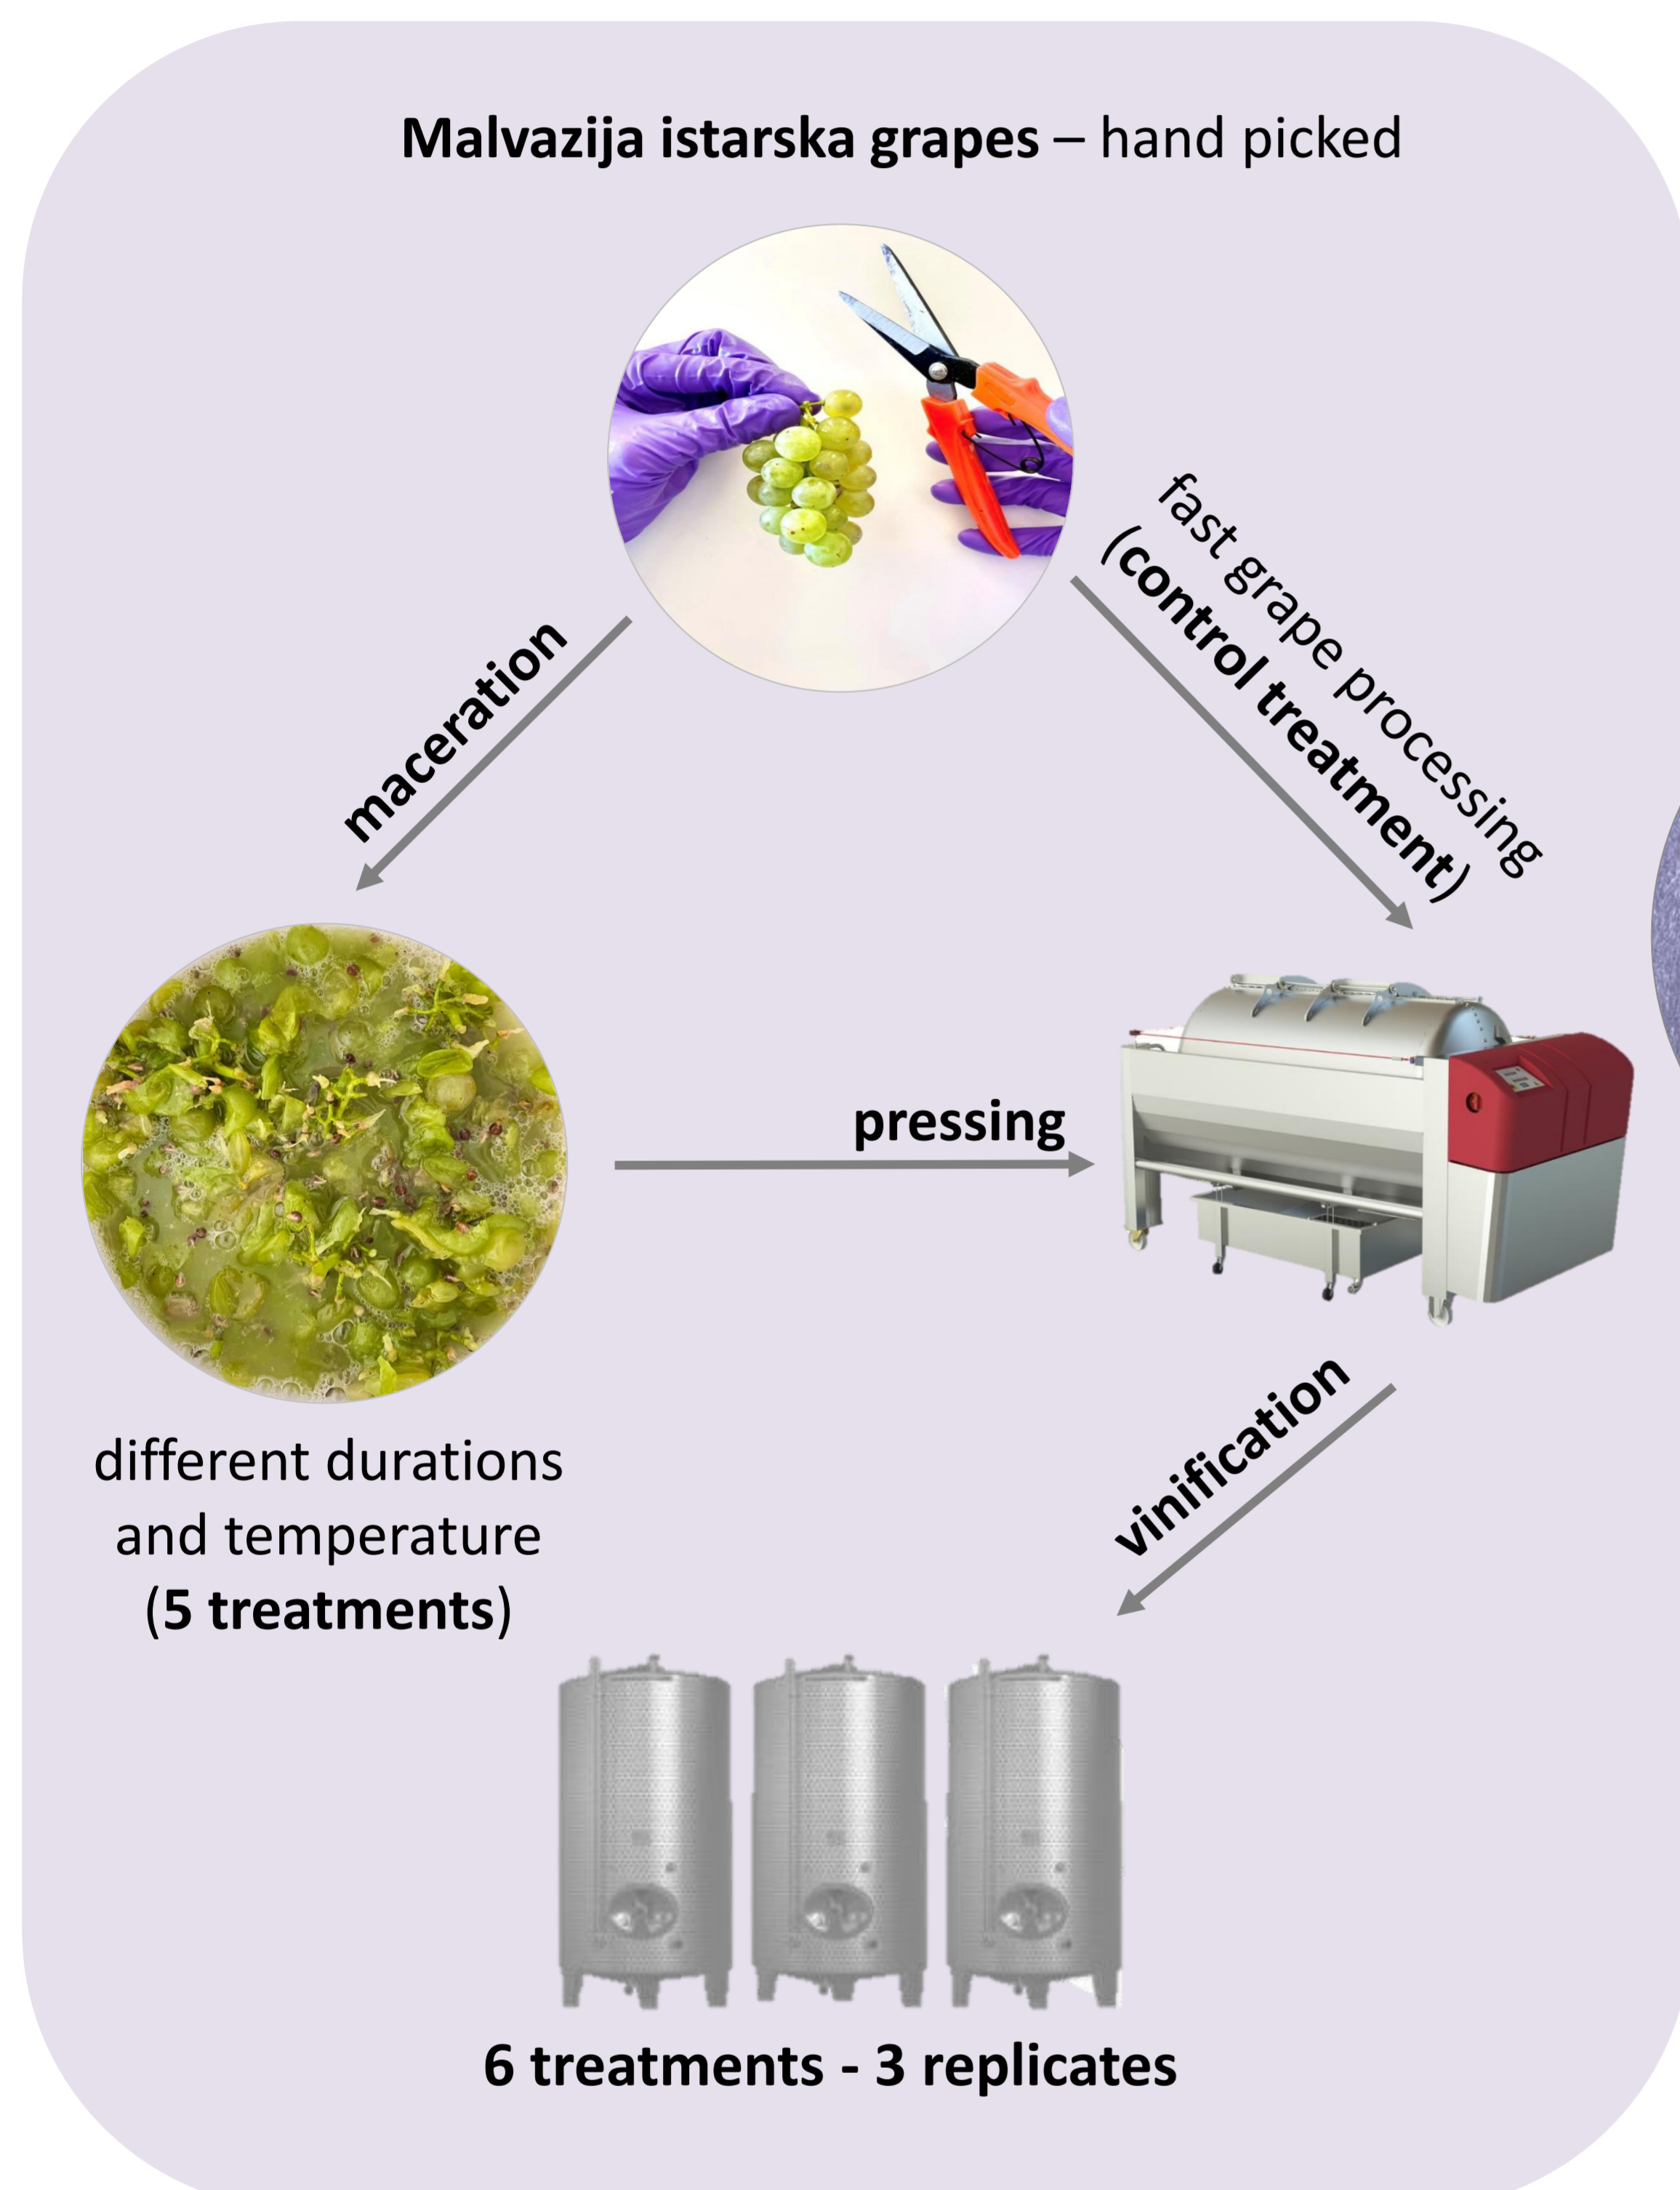 Malvazija istarska grapes – hand picked
fast grape processing
(control treatment)
maceration
pressing
different durations
and temperature
(5 treatments)
vinification
6 treatments - 3 replicates